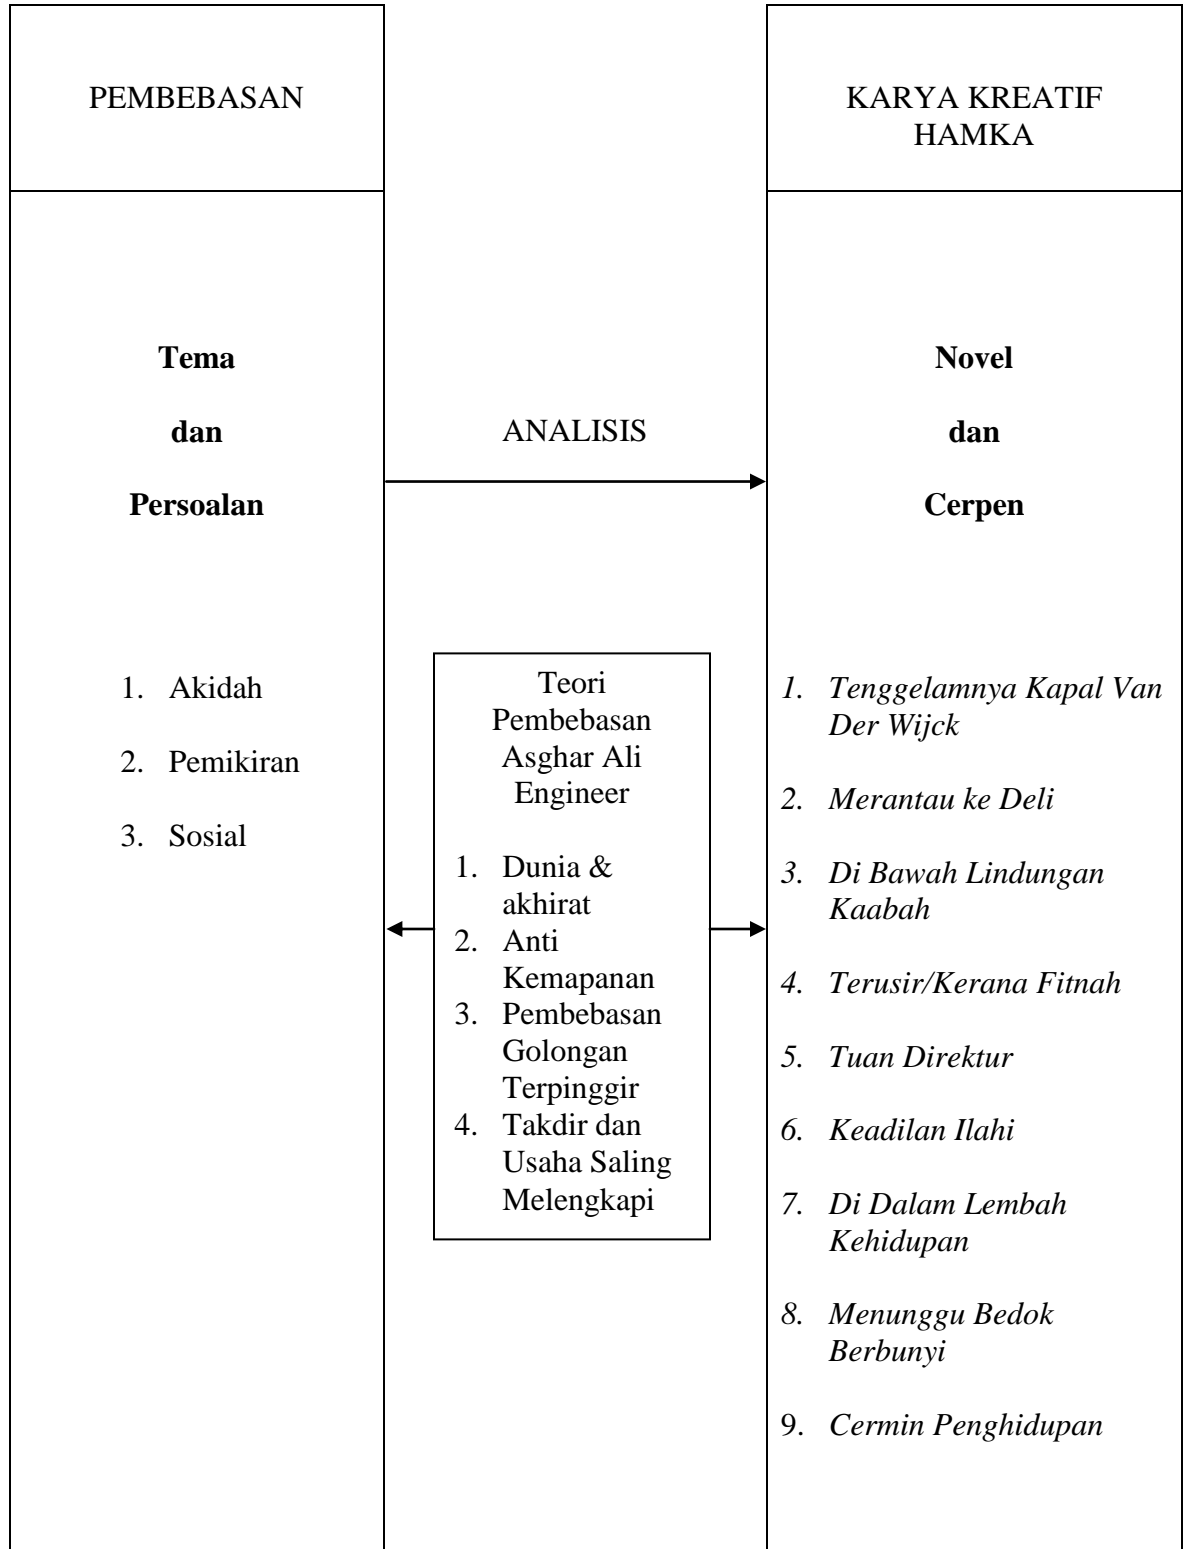 PEMBEBASAN
KARYA KREATIF
HAMKA
Tema
dan
Persoalan
ANALISIS
Novel
dan
Cerpen
1. Akidah
2. Pemikiran
3. Sosial
Teori
Pembebasan
Asghar Ali
Engineer
1. Dunia &
akhirat
2. Anti
Kemapanan
3. Pembebasan
Golongan
Terpinggir
4. Takdir dan
Usaha Saling
Melengkapi
1. Tenggelamnya Kapal Van
Der Wijck
2. Merantau ke Deli
3. Di Bawah Lindungan
Kaabah
4. Terusir/Kerana Fitnah
5. Tuan Direktur
6. Keadilan Ilahi
7. Di Dalam Lembah
Kehidupan
8. Menunggu Bedok
Berbunyi
9. Cermin Penghidupan